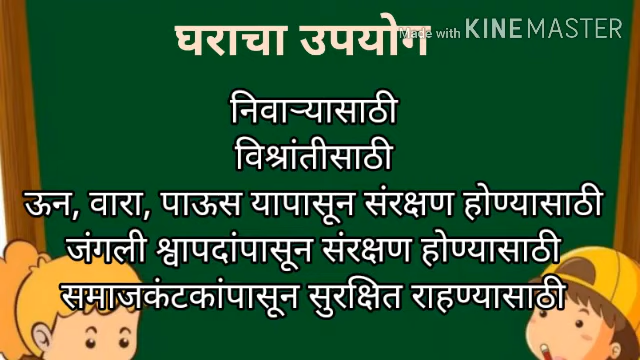 घराचा उपयोग
Made with KINEMASTER
निवाऱ्यासाठी
विश्रांतीसाठी
ऊन, वारा, पाऊस यापासून संरक्षण होण्यासाठी
जंगली श्वापदांपासून संरक्षण होण्यासाठी
समाजकंटकांपासून सुरक्षित राहण्यासाठी